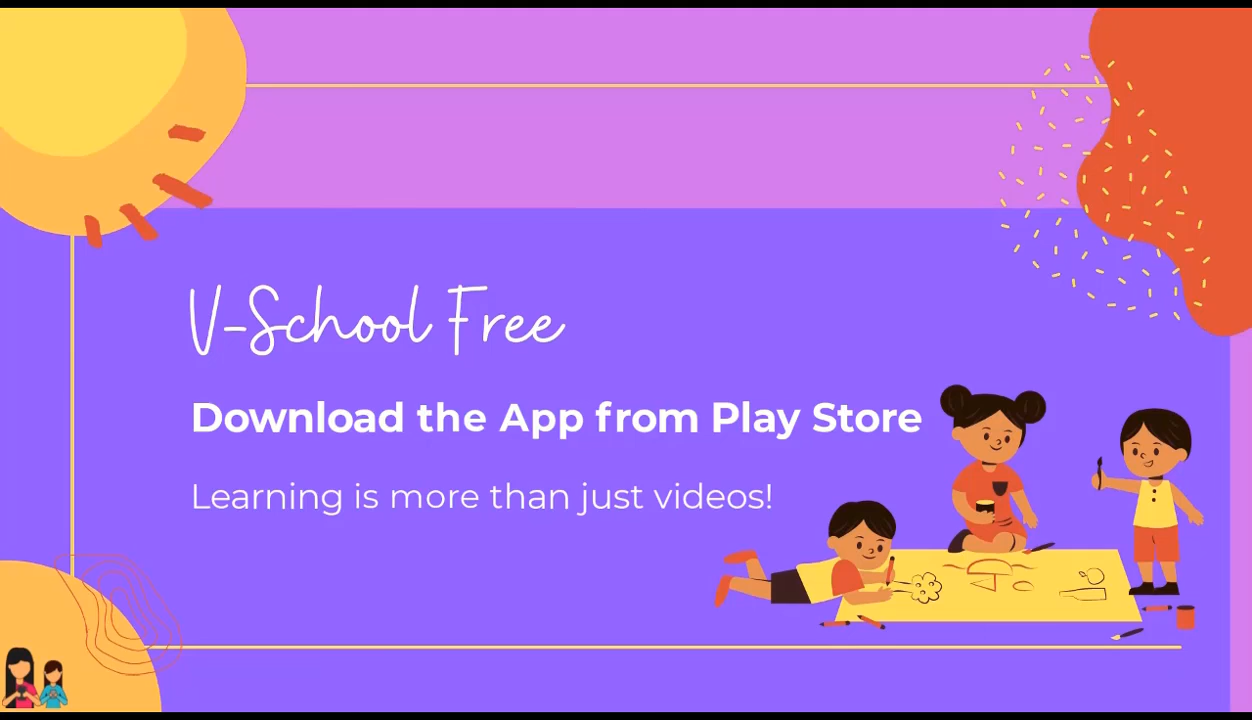 V-School Free
Download the App from Play Store
Learning is more than just videos!